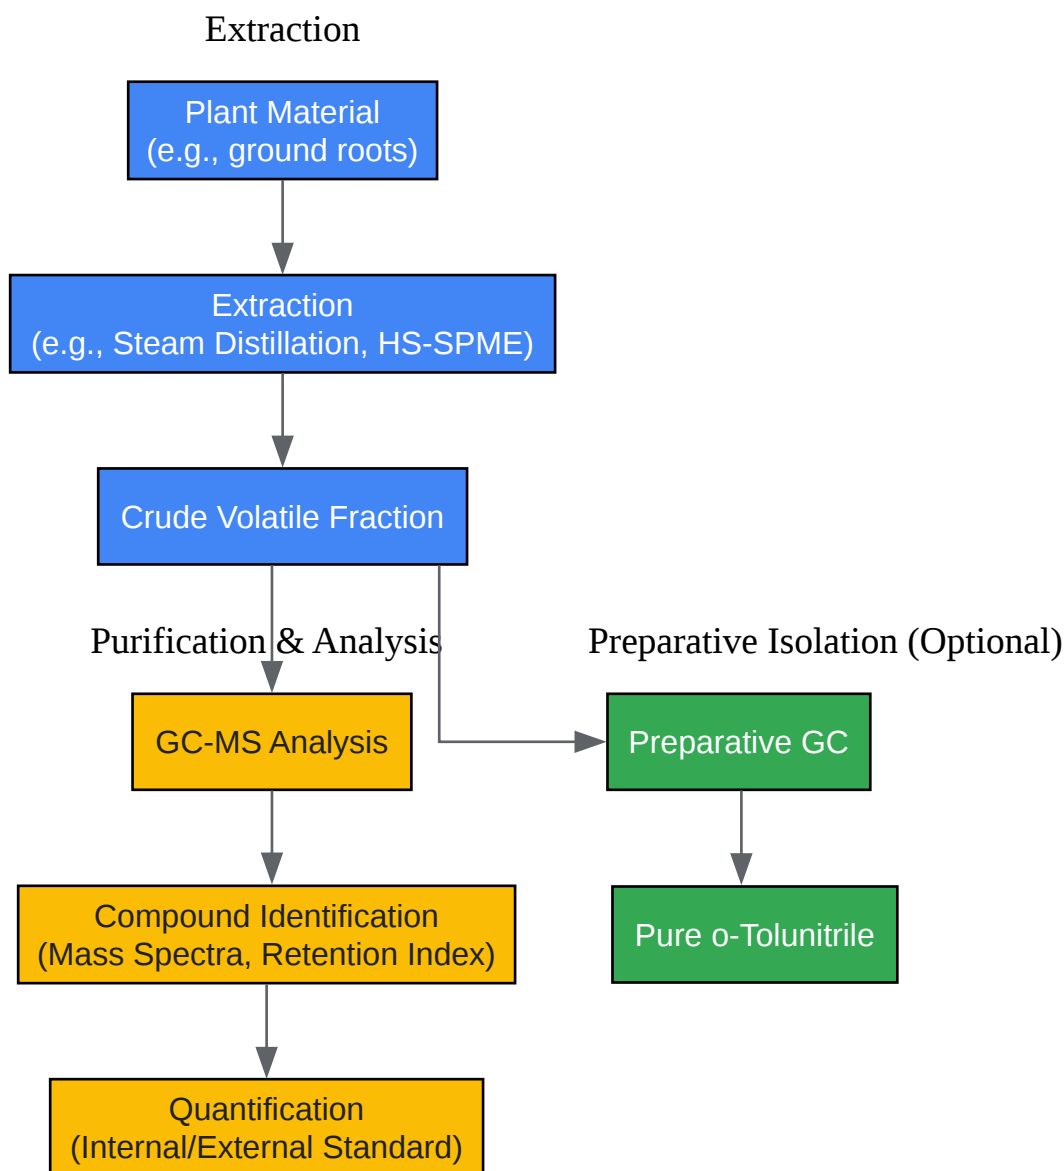 Extraction
Plant Material
(e.g., ground roots)
Extraction
(e.g., Steam Distillation, HS-SPME)
Crude Volatile Fraction
Purification & Analysis
Preparative Isolation (Optional)
GC-MS Analysis
Preparative GC
Compound Identification
(Mass Spectra, Retention Index)
Pure o-Tolunitrile
Quantification
(Internal/External Standard)